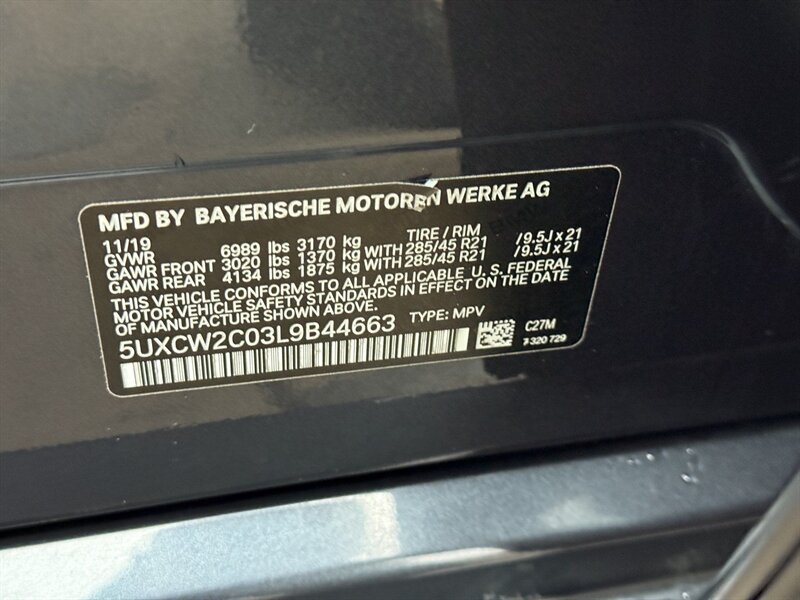 MFD BY BAYERISCHE MOTOREN WERKE AG
11/19 TIRE / RIM
GVWR 6989 lbs 3170 kg
GAWR FRONT 3020 lbs 1370 kg WITH 285/45 R21 /9.5J x 21
GAWR REAR 4134 lbs 1875 kg WITH 285/45 R21 /9.5J x 21
THIS VEHICLE CONFORMS TO ALL APPLICABLE U. S. FEDERAL
MOTOR VEHICLE SAFETY STANDARDS IN EFFECT ON THE DATE
OF MANUFACTURE SHOWN ABOVE.
5UXCW2C03L9B44663 TYPE: MPV
C27M
7 320 729